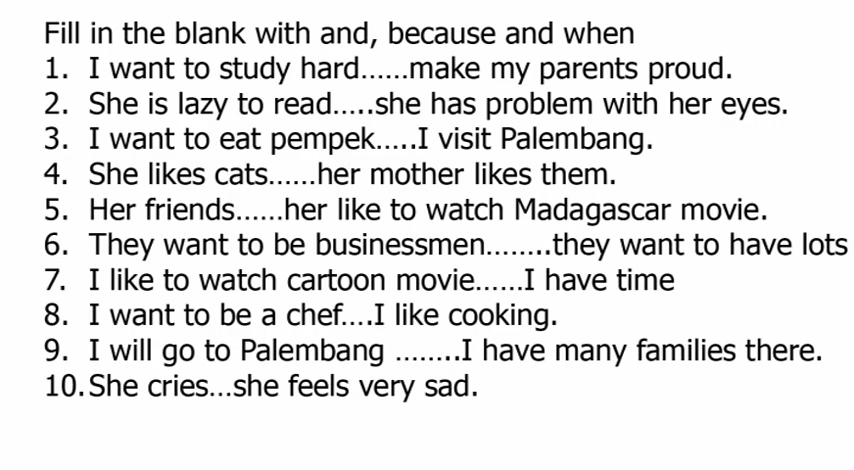 Fill in the blank with and, because and when
1. I want to study hard......make my parents proud.
2. She is lazy to read.....she has problem with her eyes.
3. I want to eat pempek.....I visit Palembang.
4. She likes cats......her mother likes them.
5. Her friends......her like to watch Madagascar movie.
6. They want to be businessmen........they want to have lots
7. I like to watch cartoon movie......I have time
8. I want to be a chef....I like cooking.
9. I will go to Palembang ........I have many families there.
10.She cries...she feels very sad.